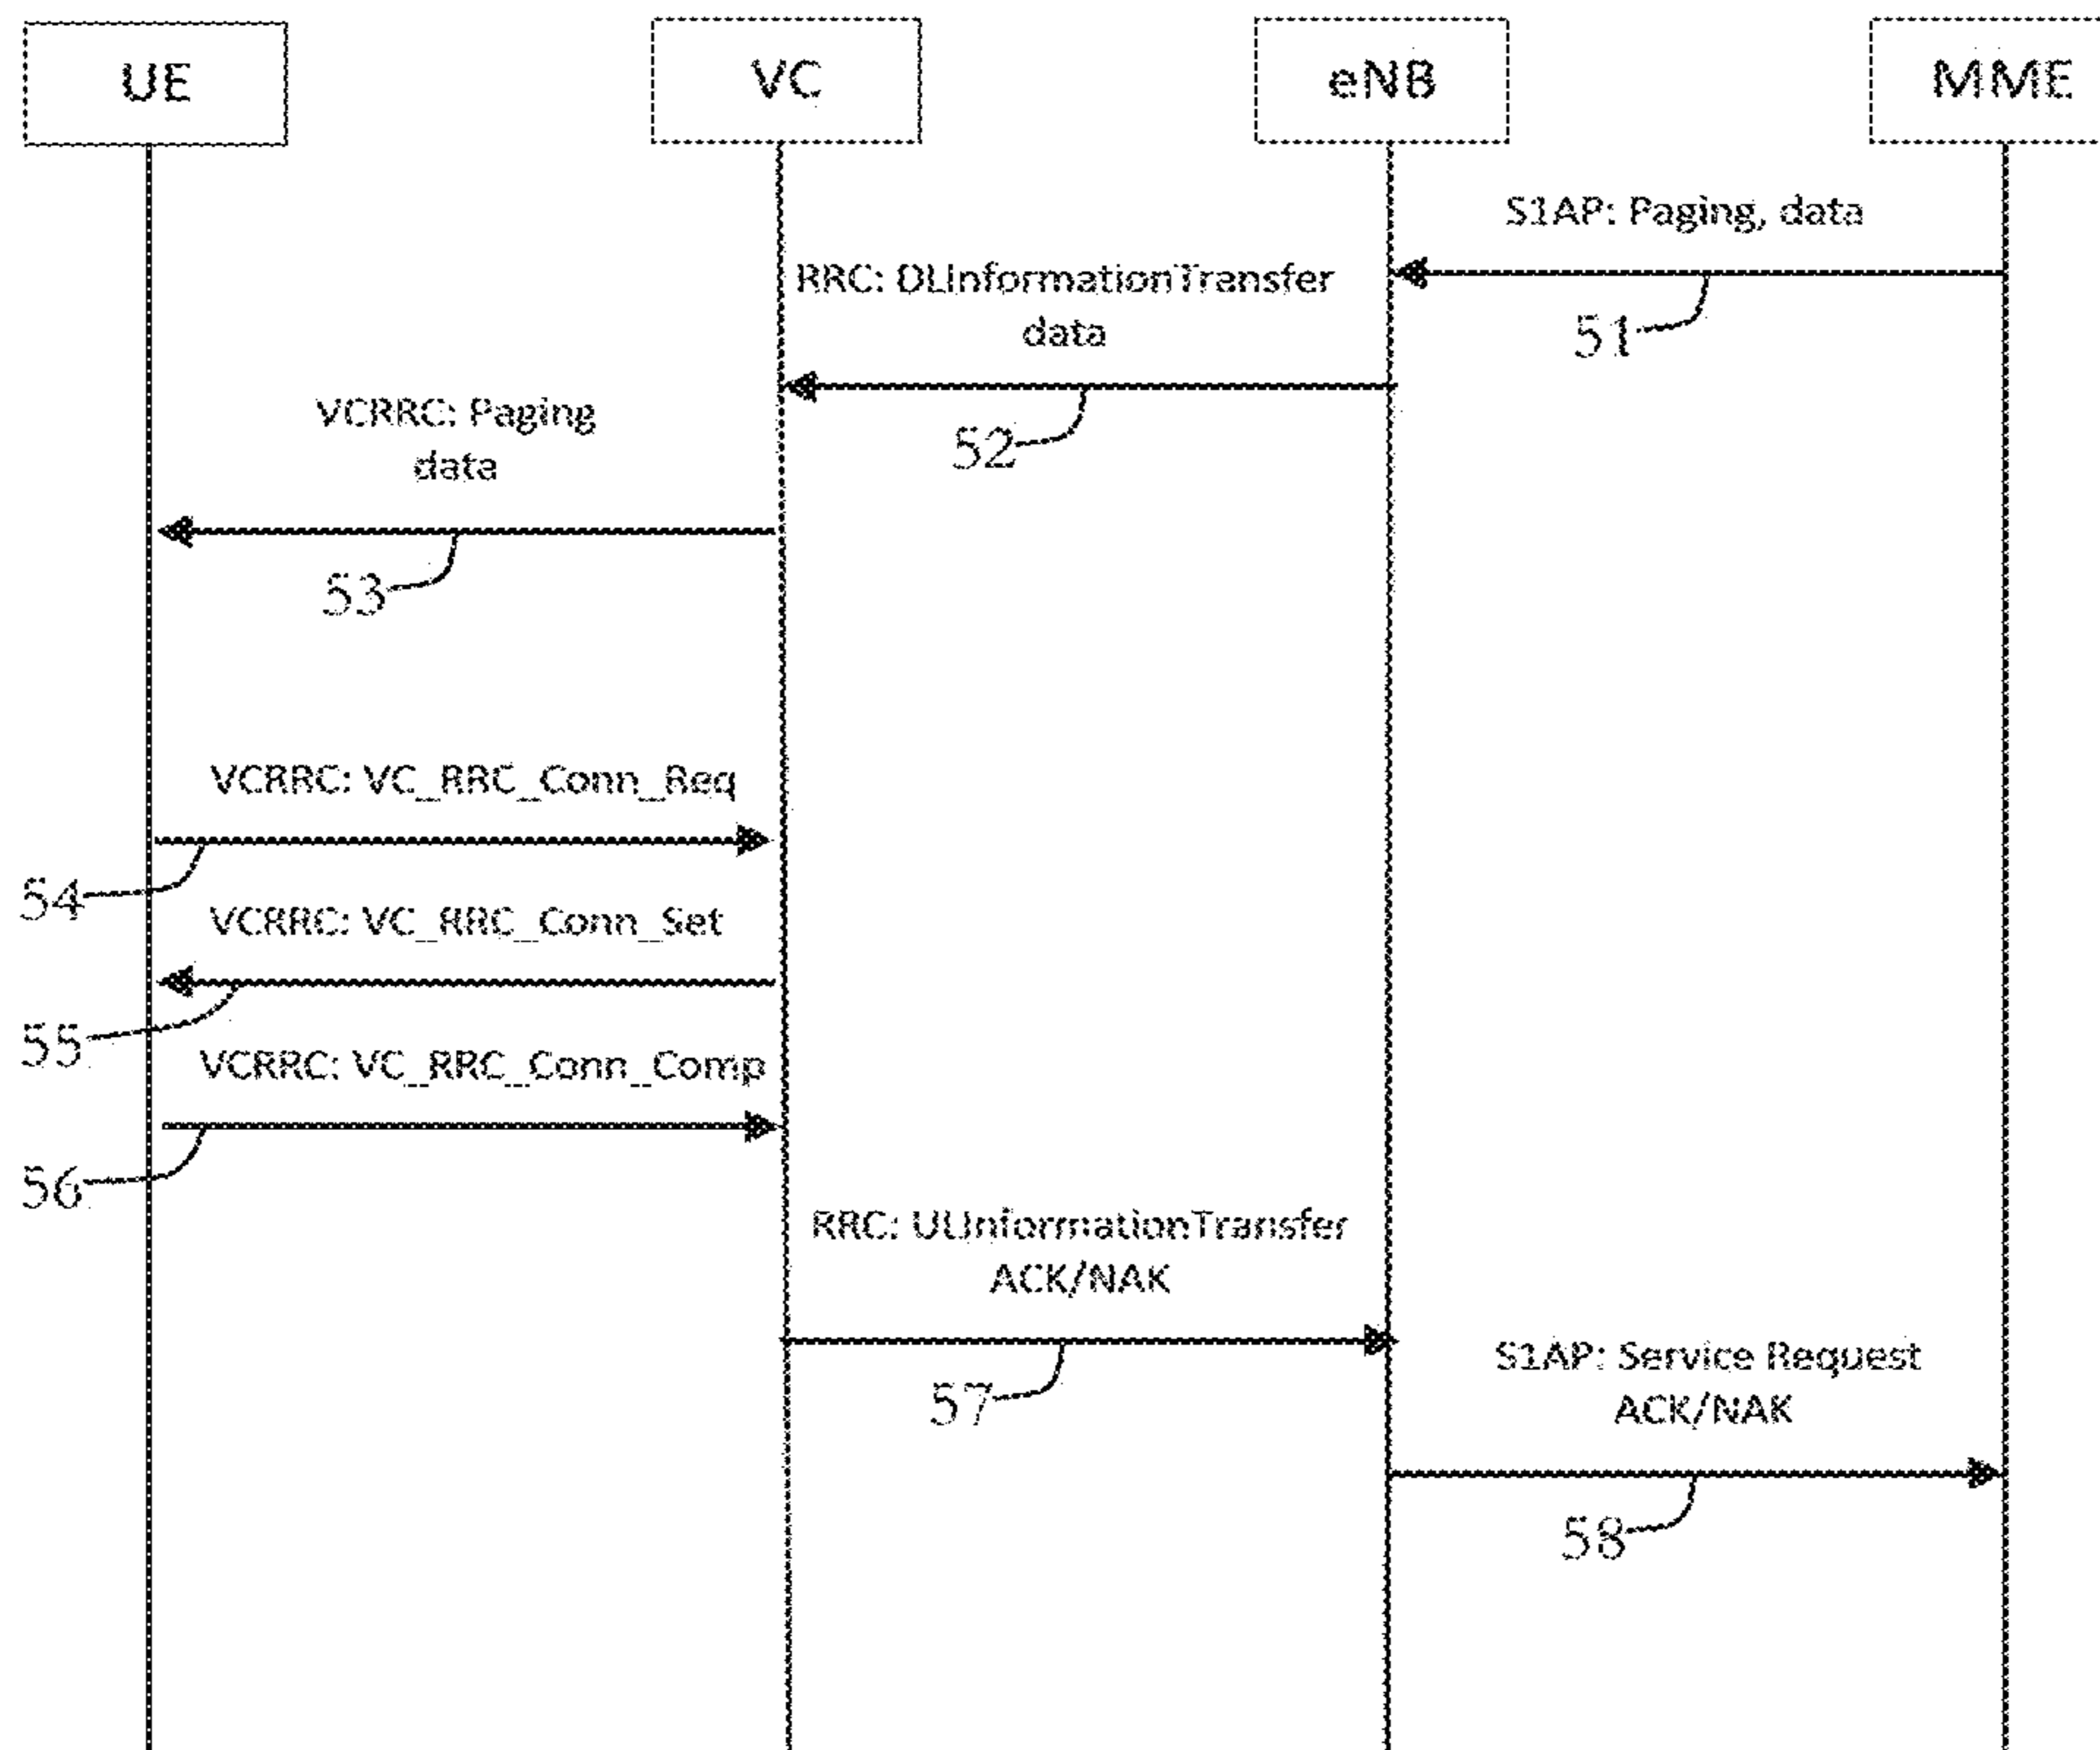 UE
VC
eNB
MME
S1AP: Paging, data
51
RRC: DLInformationTransfer
data
52
VCRRC: Paging
data
53
VCRRC: VC_RRC_Conn_Req
54
VCRRC: VC_RRC_Conn_Set
55
VCRRC: VC_RRC_Conn_Comp
56
RRC: ULInformationTransfer
ACK/NAK
57
S1AP: Service Request
ACK/NAK
58